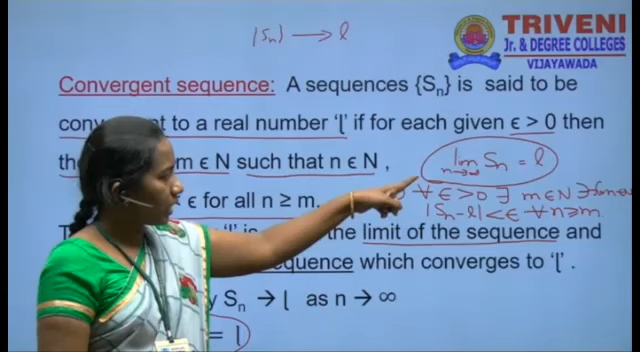 {Sn} → l
TRIVENI
Jr. & DEGREE COLLEGES
VIJAYAWADA
Convergent sequence: A sequences {Sₙ} is said to be
to a real number 'l' if for each given ϵ > 0 then
m ϵ N such that n ϵ N ,
lim Sn = l
n→∞
ϵ for all n ≥ m.
∀ ϵ > 0 ∃ m ∈ N ∋
|Sn - l| < ϵ ∀ n ≥ m
the limit of the sequence and
which converges to 'l' .
Sₙ → l as n → ∞
= l